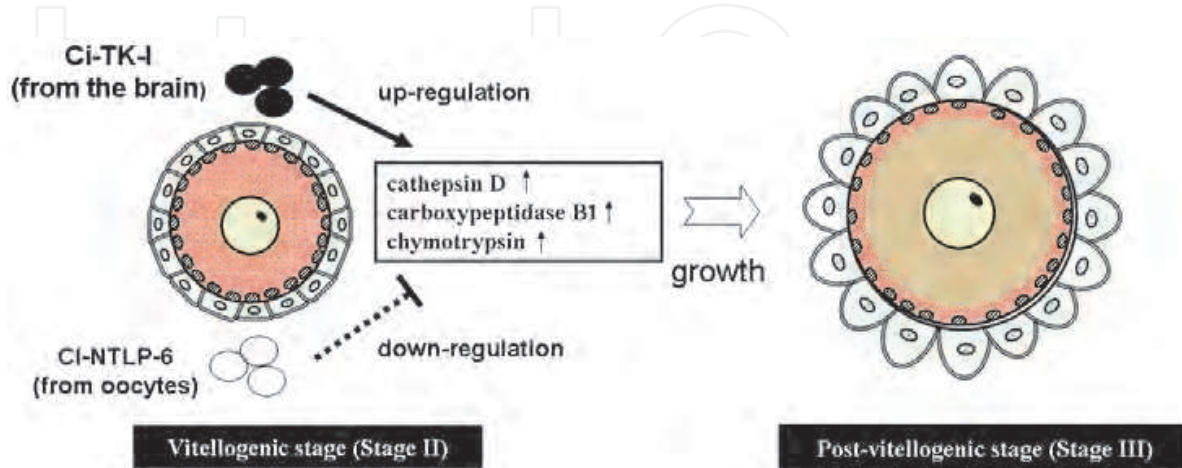 Ci-TK-I
(from the brain)
up-regulation
cathepsin D ↑
carboxypeptidase B1 ↑
chymotrypsin ↑
growth
CI-NTLP-6
(from oocytes)
down-regulation
Vitellogenic stage (Stage II)
Post-vitellogenic stage (Stage III)